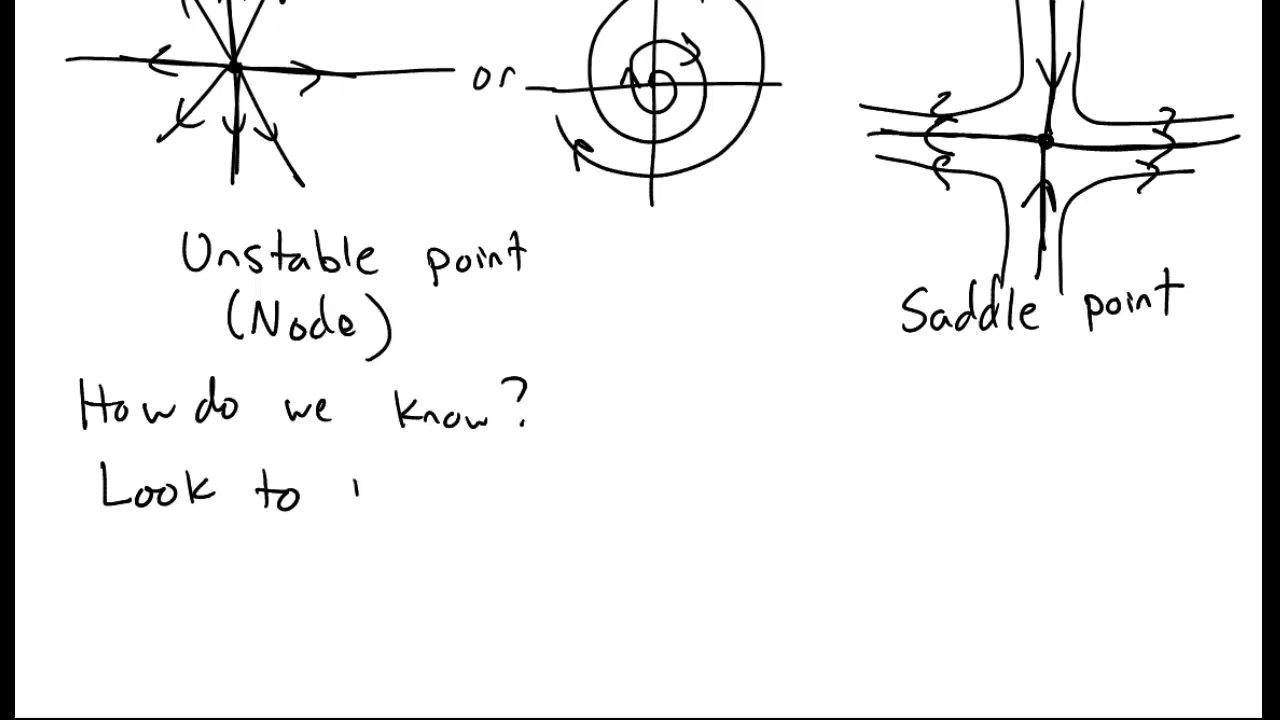 or
Unstable point
(Node)
Saddle point
How do we know?
Look to